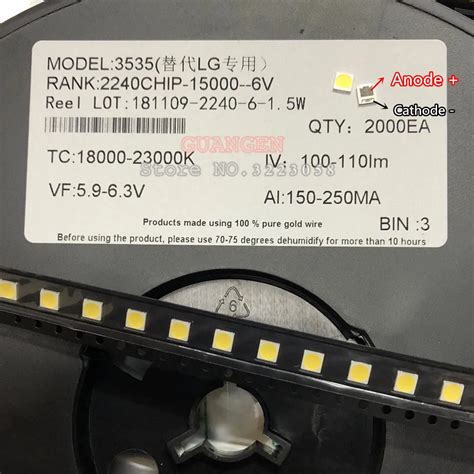 MODEL:3535(替代LG专用)
RANK:2240CHIP-15000--6V
Reel LOT:181109-2240-6-1.5W
QTY: 2000EA
GUANGEN
Store NO.3223058
TC:18000-23000K
IV: 100-110lm
VF:5.9-6.3V
AI:150-250MA
Products made using 100 % pure gold wire
BIN :3
Before using the product, please use 70-75 degrees dehumidify for more than 10 hours
Anode +
Cathode -
6